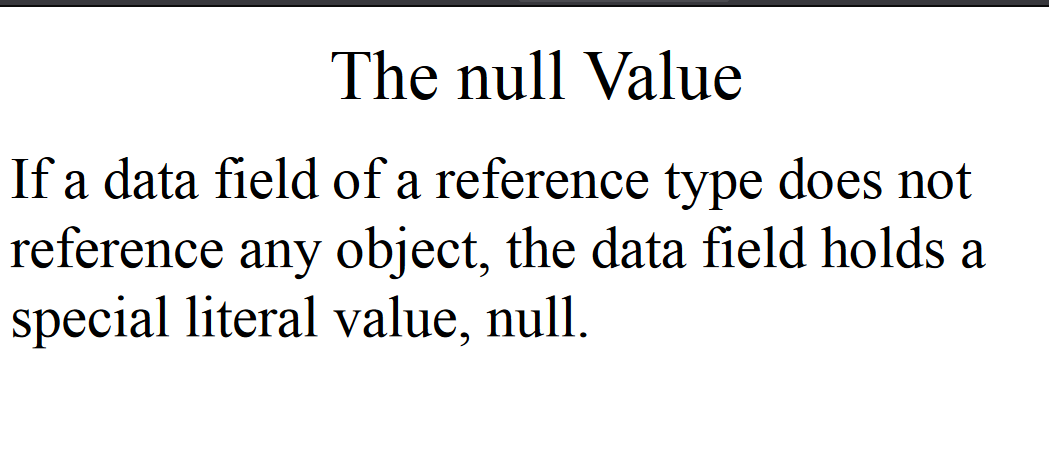 The null Value
If a data field of a reference type does not
reference any object, the data field holds a
special literal value, null.